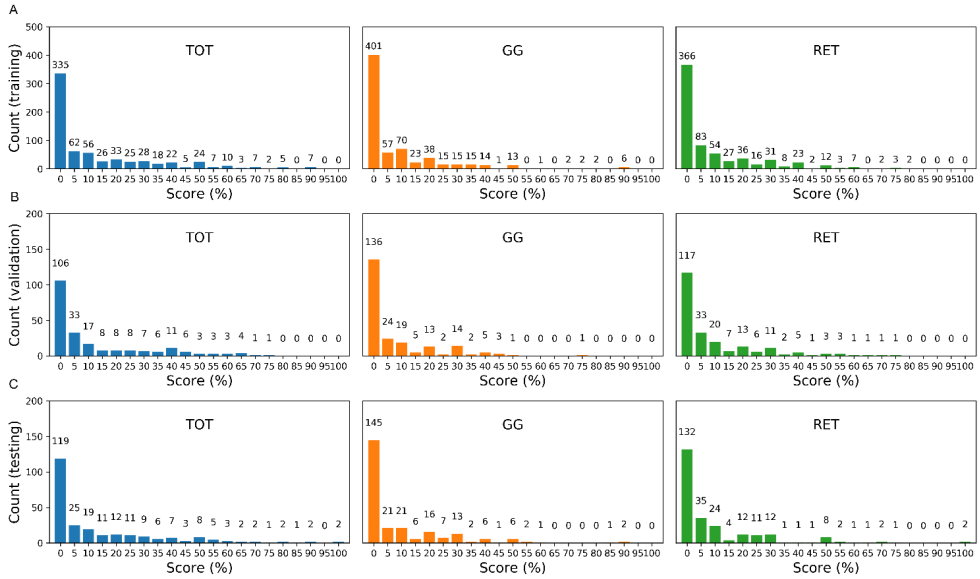 A
Count (training)
500
400
300
200
100
0
TOT
335 62 56 26 33 25 28 18 22 5 24 7 10 3 7 2 5 0 7 0 0
0 5 10 15 20 25 30 35 40 45 50 55 60 65 70 75 80 85 90 95 100
Score (%)
GG
401 57 70 23 38 15 15 15 14 1 13 0 1 0 2 2 2 0 6 0 0
0 5 10 15 20 25 30 35 40 45 50 55 60 65 70 75 80 85 90 95 100
Score (%)
RET
366 83 54 27 36 16 31 8 23 2 12 3 7 0 2 3 2 0 0 0 0
0 5 10 15 20 25 30 35 40 45 50 55 60 65 70 75 80 85 90 95 100
Score (%)
B
Count (validation)
200
150
100
50
0
TOT
106 33 17 8 8 8 7 6 11 6 3 3 3 4 1 1 0 0 0 0 0
0 5 10 15 20 25 30 35 40 45 50 55 60 65 70 75 80 85 90 95 100
Score (%)
GG
136 24 19 5 13 2 14 2 5 3 1 0 0 0 0 1 0 0 0 0 0
0 5 10 15 20 25 30 35 40 45 50 55 60 65 70 75 80 85 90 95 100
Score (%)
RET
117 33 20 7 13 6 11 2 5 1 3 3 1 1 1 1 0 0 0 0 0
0 5 10 15 20 25 30 35 40 45 50 55 60 65 70 75 80 85 90 95 100
Score (%)
C
Count (testing)
200
150
100
50
0
TOT
119 25 19 11 12 11 9 6 7 3 8 5 3 2 2 1 2 1 2 0 2
0 5 10 15 20 25 30 35 40 45 50 55 60 65 70 75 80 85 90 95 100
Score (%)
GG
145 21 21 6 16 7 13 2 6 1 6 2 1 0 0 0 0 1 2 0 0
0 5 10 15 20 25 30 35 40 45 50 55 60 65 70 75 80 85 90 95 100
Score (%)
RET
132 35 24 4 12 11 12 1 1 1 8 2 1 1 2 1 0 0 0 0 2
0 5 10 15 20 25 30 35 40 45 50 55 60 65 70 75 80 85 90 95 100
Score (%)